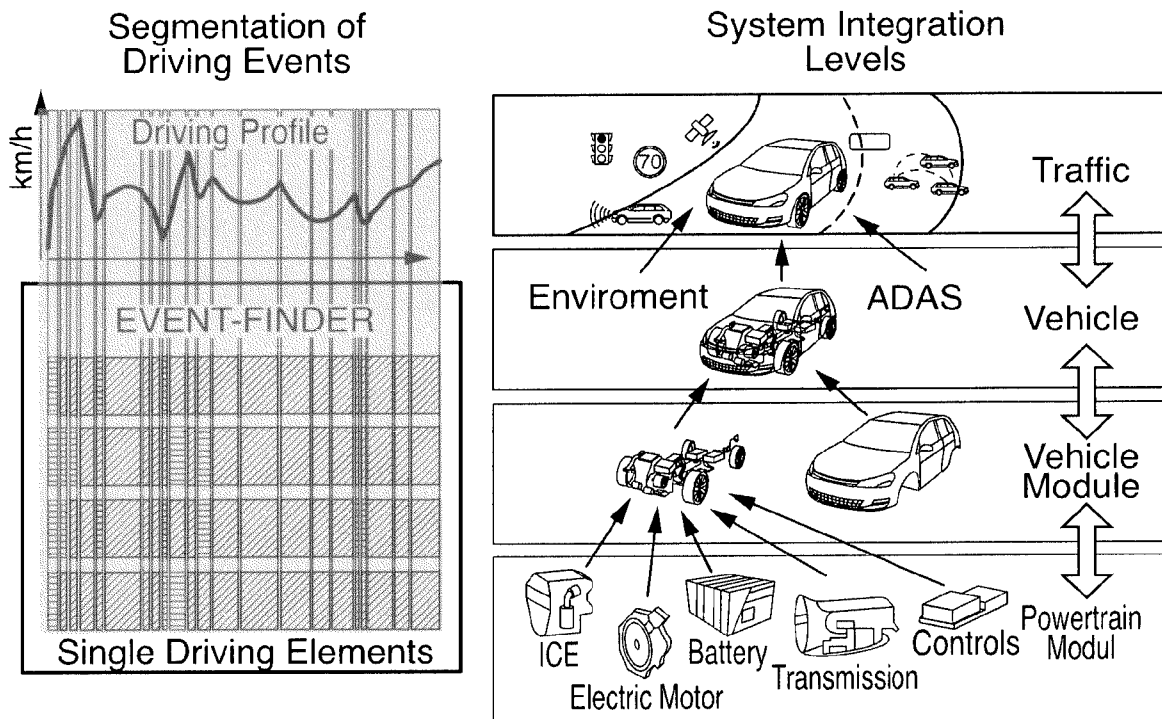 Segmentation of
Driving Events
km/h
Driving Profile
EVENT-FINDER
Single Driving Elements
System Integration
Levels
70
Traffic
Enviroment
ADAS
Vehicle
Vehicle
Module
ICE
Electric Motor
Battery
Transmission
Controls
Powertrain
Modul